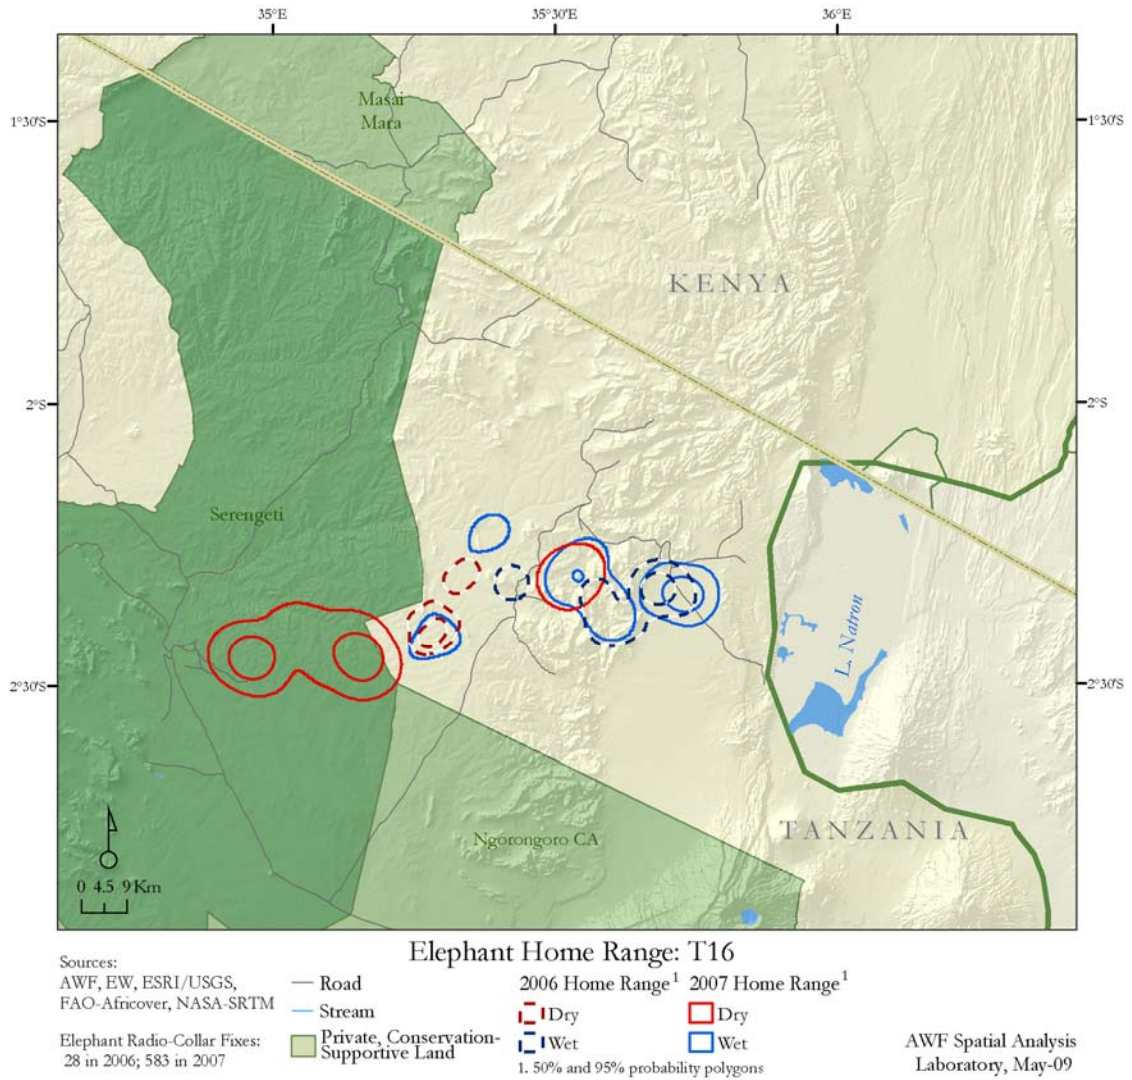 35°E 35°30'E 36°E
Masai
Mara
1°30'S 1°30'S
KENYA
2°S 2°S
Serengeti
L. Natron
2°30'S 2°30'S
TANZANIA
Ngorongoro CA
0 4.5 9 Km
Elephant Home Range: T16
Sources:
AWF, EW, ESRI/USGS,
FAO-Africover, NASA-SRTM
Elephant Radio-Collar Fixes:
28 in 2006; 583 in 2007
Road
Stream
Private, Conservation-
Supportive Land
2006 Home Range1 2007 Home Range1
Dry Dry
Wet Wet
1. 50% and 95% probability polygons
AWF Spatial Analysis
Laboratory, May-09